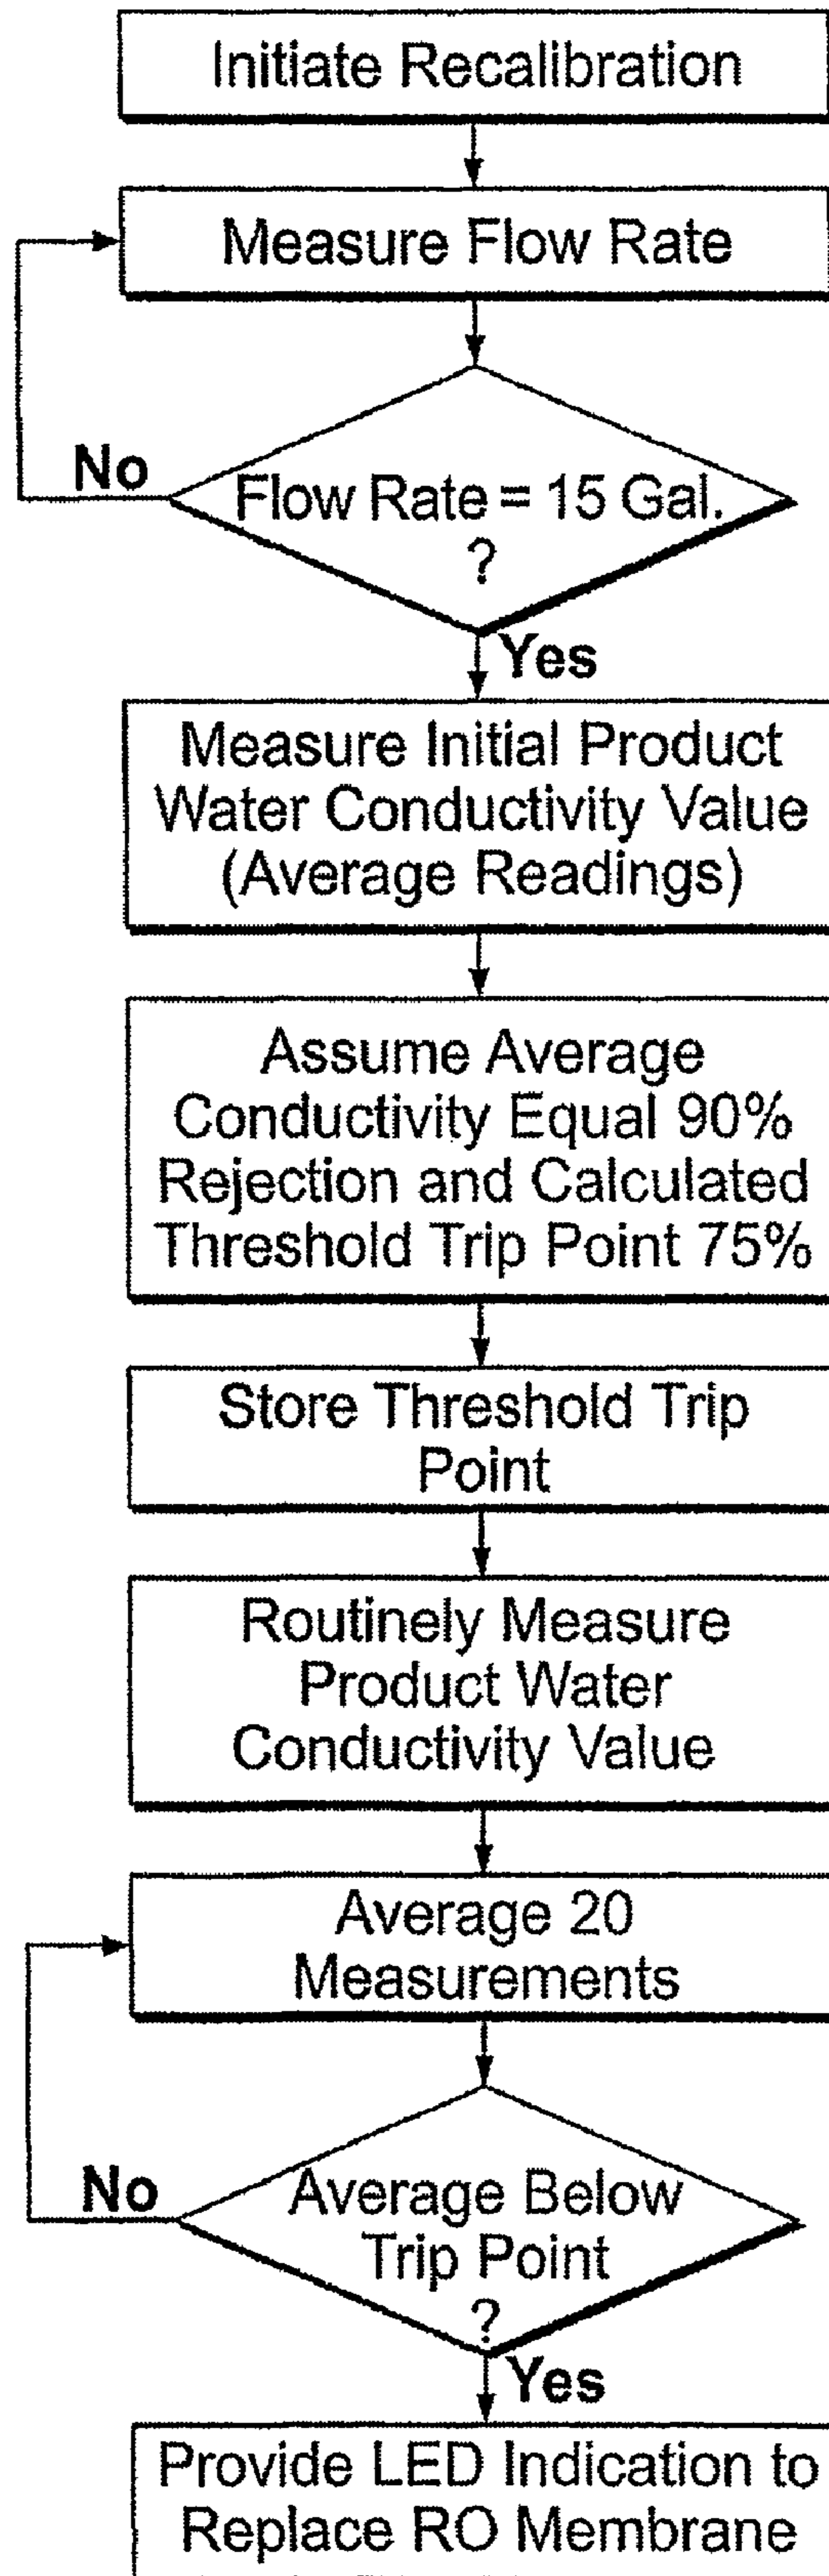 Initiate Recalibration
Measure Flow Rate
No
Flow Rate = 15 Gal.
?
Yes
Measure Initial Product
Water Conductivity Value
(Average Readings)
Assume Average
Conductivity Equal 90%
Rejection and Calculated
Threshold Trip Point 75%
Store Threshold Trip
Point
Routinely Measure
Product Water
Conductivity Value
Average 20
Measurements
No
Average Below
Trip Point
?
Yes
Provide LED Indication to
Replace RO Membrane